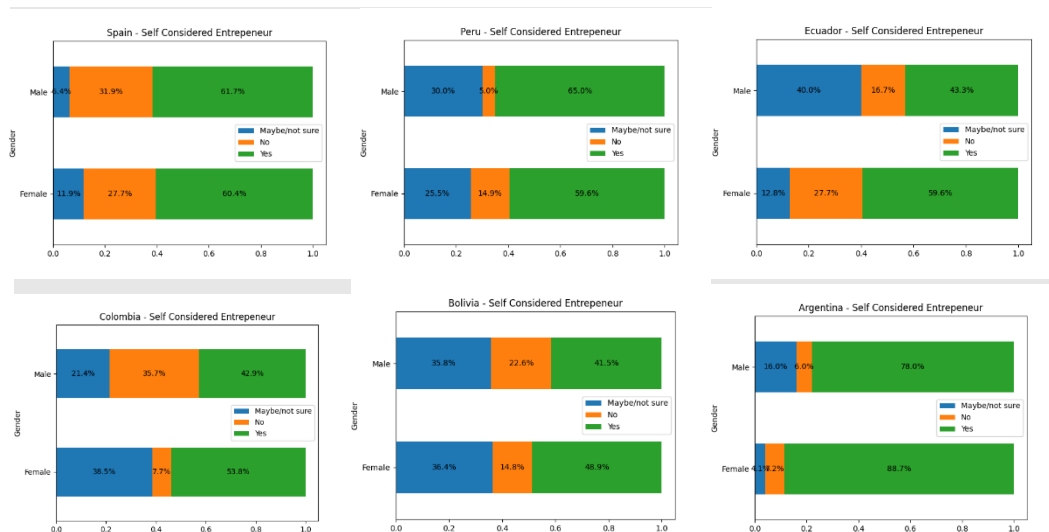 Spain - Self Considered Entrepeneur
Gender
Male
6.4%
31.9%
61.7%
Maybe/not sure
No
Yes
Female
11.9%
27.7%
60.4%
0.0 0.2 0.4 0.6 0.8 1.0
Peru - Self Considered Entrepeneur
Gender
Male
30.0%
5.0%
65.0%
Maybe/not sure
No
Yes
Female
25.5%
14.9%
59.6%
0.0 0.2 0.4 0.6 0.8 1.0
Ecuador - Self Considered Entrepeneur
Gender
Male
40.0%
16.7%
43.3%
Maybe/not sure
No
Yes
Female
12.8%
27.7%
59.6%
0.0 0.2 0.4 0.6 0.8 1.0
Colombia - Self Considered Entrepeneur
Gender
Male
21.4%
35.7%
42.9%
Maybe/not sure
No
Yes
Female
38.5%
7.7%
53.8%
0.0 0.2 0.4 0.6 0.8 1.0
Bolivia - Self Considered Entrepeneur
Gender
Male
35.8%
22.6%
41.5%
Maybe/not sure
No
Yes
Female
36.4%
14.8%
48.9%
0.0 0.2 0.4 0.6 0.8 1.0
Argentina - Self Considered Entrepeneur
Gender
Male
16.0%
6.0%
78.0%
Maybe/not sure
No
Yes
Female
4.1%
7.2%
88.7%
0.0 0.2 0.4 0.6 0.8 1.0